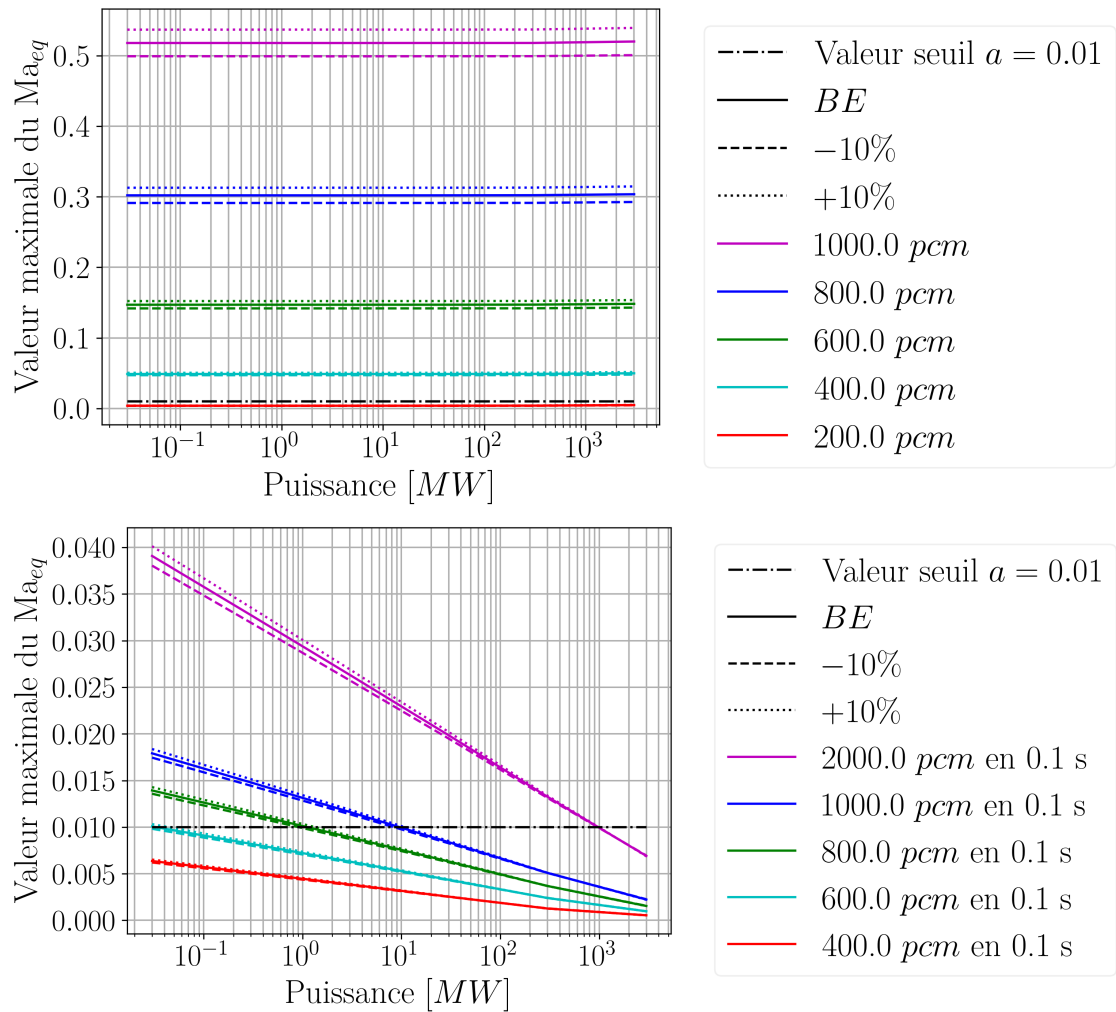 Valeur maximale du Ma_{eq}
0.5
0.4
0.3
0.2
0.1
0.0
10^{-1}
10^{0}
10^{1}
10^{2}
10^{3}
Puissance [MW]
Valeur seuil a = 0.01
BE
−10%
+10%
1000.0 pcm
800.0 pcm
600.0 pcm
400.0 pcm
200.0 pcm
Valeur maximale du Ma_{eq}
0.040
0.035
0.030
0.025
0.020
0.015
0.010
0.005
0.000
10^{-1}
10^{0}
10^{1}
10^{2}
10^{3}
Puissance [MW]
Valeur seuil a = 0.01
BE
−10%
+10%
2000.0 pcm en 0.1 s
1000.0 pcm en 0.1 s
800.0 pcm en 0.1 s
600.0 pcm en 0.1 s
400.0 pcm en 0.1 s